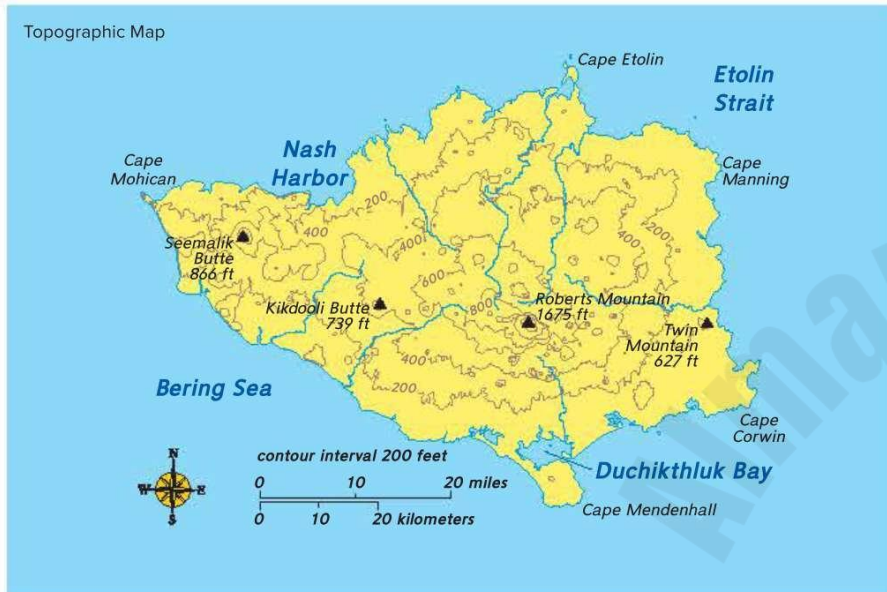 Topographic Map
Cape Etolin
Etolin
Strait
Nash
Harbor
Cape
Mohican
Cape
Manning
200
400
400
200
400
600
800
Seemalik
Butte
866 ft
Kikdooli Butte
739 ft
Roberts Mountain
1675 ft
Twin
Mountain
627 ft
400
200
Bering Sea
Cape
Corwin
Duchikthluk Bay
Cape Mendenhall
contour interval 200 feet
0 10 20 miles
0 10 20 kilometers
N
W E
S
Alma